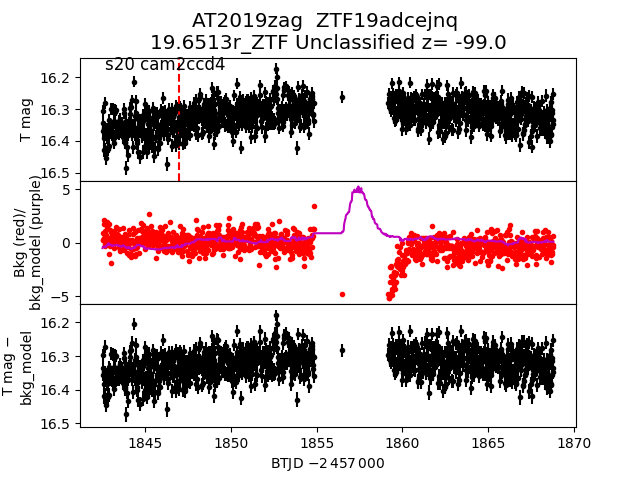 AT2019zag  ZTF19adcejnq
19.6513r_ZTF Unclassified z= -99.0
s20 cam2ccd4
T mag
16.2
16.3
16.4
16.5
Bkg (red)/
bkg_model (purple)
5
0
−5
T mag −
bkg_model
16.2
16.3
16.4
16.5
1845 1850 1855 1860 1865 1870
BTJD −2 457 000